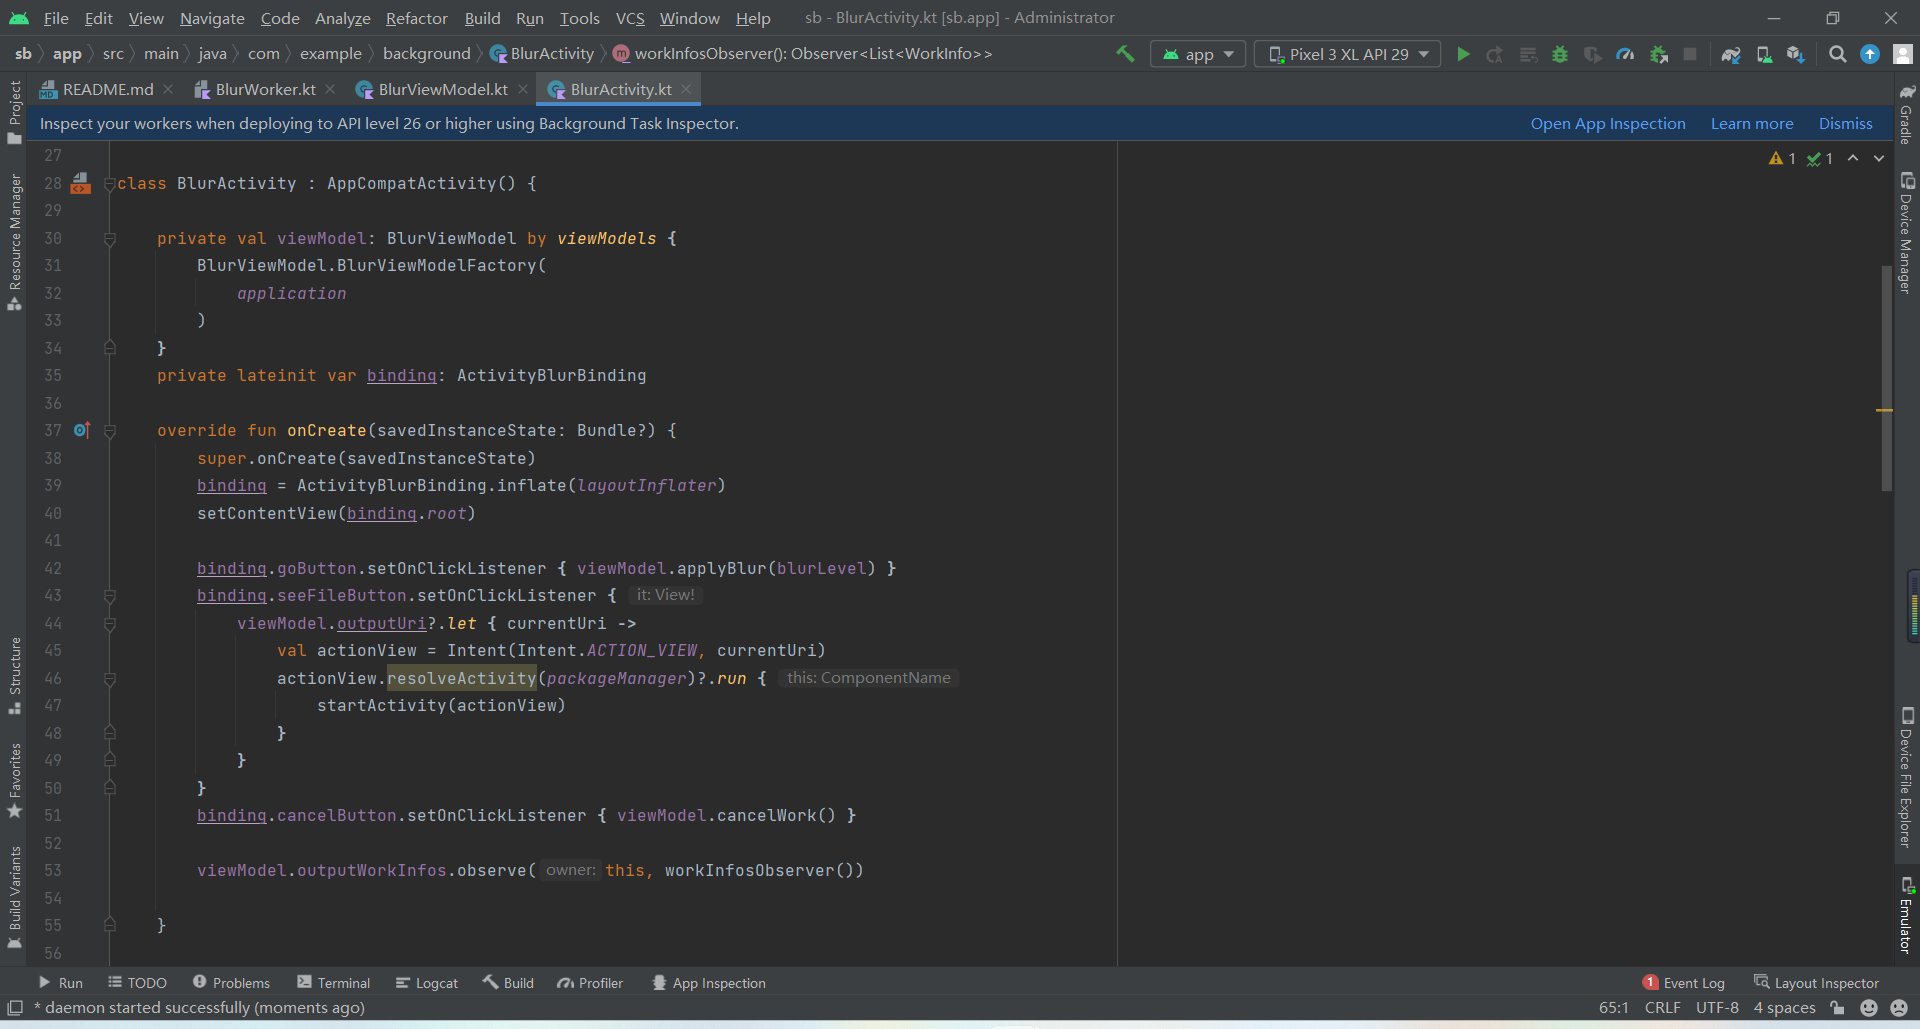 File Edit View Navigate Code Analyze Refactor Build Run Tools VCS Window Help sb - BlurActivity.kt [sb.app] - Administrator
sb app src main java com example background BlurActivity m workInfosObserver(): Observer<List<WorkInfo>> app Pixel 3 XL API 29
README.md BlurWorker.kt BlurViewModel.kt BlurActivity.kt
Inspect your workers when deploying to API level 26 or higher using Background Task Inspector. Open App Inspection Learn more Dismiss
Project
Resource Manager
Structure
Favorites
Build Variants
1 1
27
28 class BlurActivity : AppCompatActivity() {
29
30 private val viewModel: BlurViewModel by viewModels {
31 BlurViewModel.BlurViewModelFactory(
32 application
33 )
34 }
35 private lateinit var binding: ActivityBlurBinding
36
37 override fun onCreate(savedInstanceState: Bundle?) {
38 super.onCreate(savedInstanceState)
39 binding = ActivityBlurBinding.inflate(layoutInflater)
40 setContentView(binding.root)
41
42 binding.goButton.setOnClickListener { viewModel.applyBlur(blurLevel) }
43 binding.seeFileButton.setOnClickListener { it: View!
44 viewModel.outputUri?.let { currentUri ->
45 val actionView = Intent(Intent.ACTION_VIEW, currentUri)
46 actionView.resolveActivity(packageManager)?.run { this: ComponentName
47 startActivity(actionView)
48 }
49 }
50 }
51 binding.cancelButton.setOnClickListener { viewModel.cancelWork() }
52
53 viewModel.outputWorkInfos.observe( owner: this, workInfosObserver())
54
55 }
56
Gradle
Device Manager
Device File Explorer
Emulator
Run TODO Problems Terminal Logcat Build Profiler App Inspection 1 Event Log Layout Inspector
* daemon started successfully (moments ago) 65:1 CRLF UTF-8 4 spaces